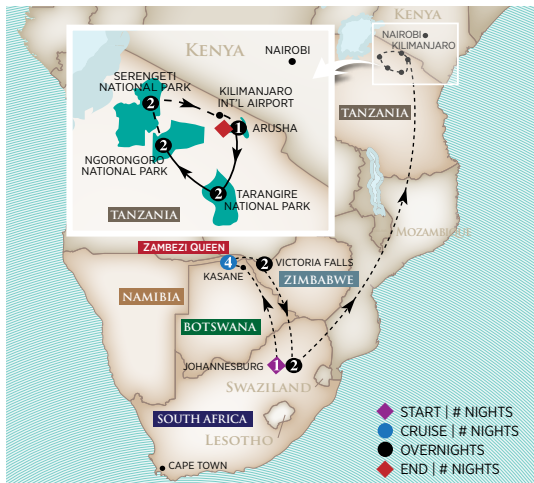 KENYA
NAIROBI
KILIMANJARO
TANZANIA
MOZAMBIQUE
KENYA
NAIROBI
SERENGETI
NATIONAL PARK
2
KILIMANJARO
INT'L AIRPORT
1
ARUSHA
2
NGORONGORO
NATIONAL PARK
2
TARANGIRE
NATIONAL PARK
TANZANIA
ZAMBEZI QUEEN
4
KASANE
2
VICTORIA FALLS
ZIMBABWE
NAMIBIA
BOTSWANA
JOHANNESBURG
1
2
SWAZILAND
SOUTH AFRICA
LESOTHO
CAPE TOWN
START | # NIGHTS
CRUISE | # NIGHTS
OVERNIGHTS
END | # NIGHTS